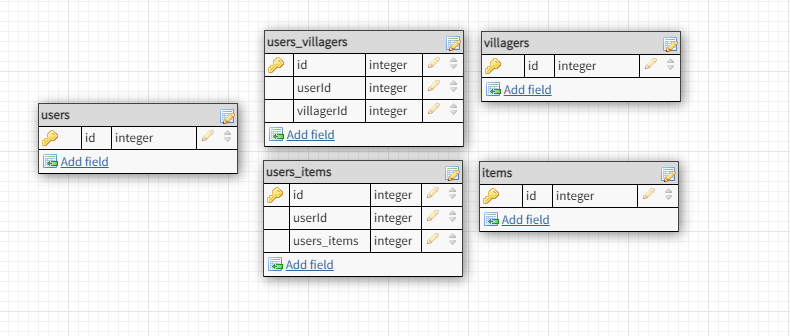 users
id integer
Add field
users_villagers
id integer
userId integer
villagerId integer
Add field
villagers
id integer
Add field
users_items
id integer
userId integer
users_items integer
Add field
items
id integer
Add field